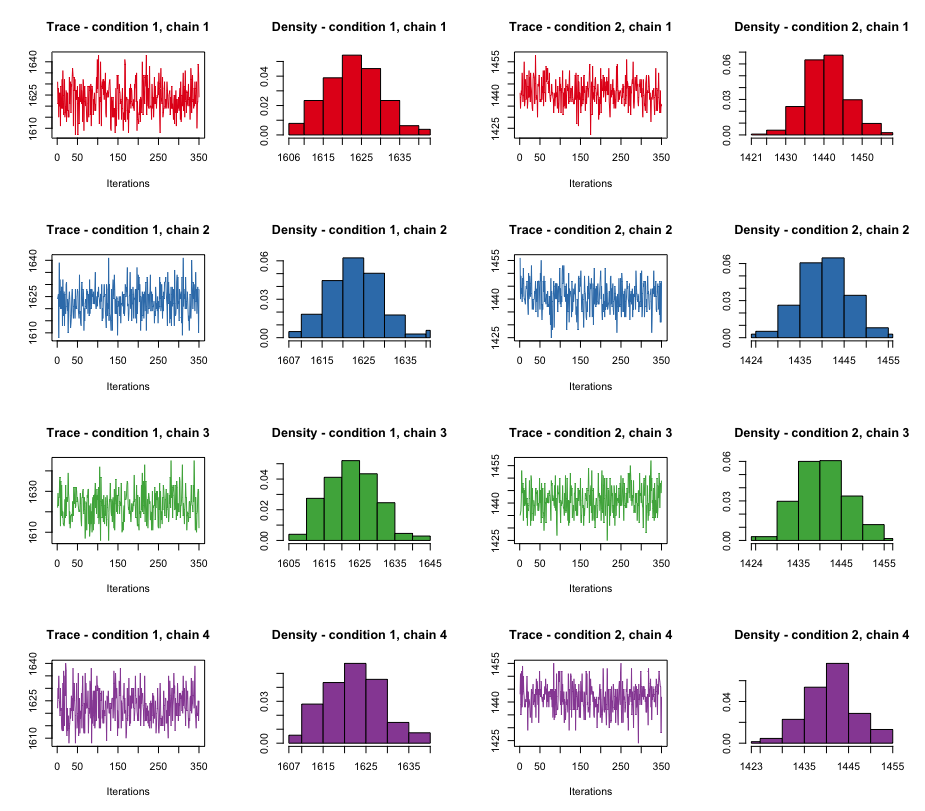 Trace - condition 1, chain 1
1610 1625 1640
0 50 150 250 350
Iterations
Density - condition 1, chain 1
0.00 0.02 0.04
1606 1615 1625 1635
Trace - condition 2, chain 1
1425 1440 1455
0 50 150 250 350
Iterations
Density - condition 2, chain 1
0.00 0.03 0.06
1421 1430 1440 1450
Trace - condition 1, chain 2
1610 1625 1640
0 50 150 250 350
Iterations
Density - condition 1, chain 2
0.00 0.03 0.06
1607 1615 1625 1635
Trace - condition 2, chain 2
1425 1440 1455
0 50 150 250 350
Iterations
Density - condition 2, chain 2
0.00 0.03 0.06
1424 1435 1445 1455
Trace - condition 1, chain 3
1610 1630
0 50 150 250 350
Iterations
Density - condition 1, chain 3
0.00 0.02 0.04
1605 1615 1625 1635 1645
Trace - condition 2, chain 3
1425 1440 1455
0 50 150 250 350
Iterations
Density - condition 2, chain 3
0.00 0.03 0.06
1424 1435 1445 1455
Trace - condition 1, chain 4
1610 1625 1640
0 50 150 250 350
Iterations
Density - condition 1, chain 4
0.00 0.03
1607 1615 1625 1635
Trace - condition 2, chain 4
1425 1440 1455
0 50 150 250 350
Iterations
Density - condition 2, chain 4
0.00 0.04
1423 1435 1445 1455